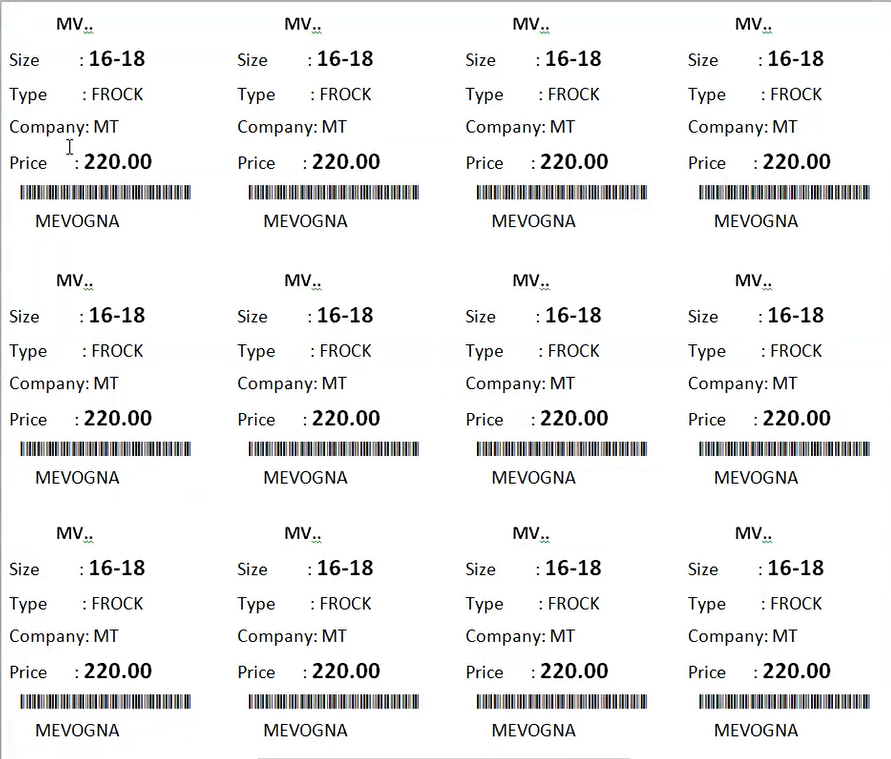 MV.. MV.. MV.. MV..
Size : 16-18 Size : 16-18 Size : 16-18 Size : 16-18
Type : FROCK Type : FROCK Type : FROCK Type : FROCK
Company: MT Company: MT Company: MT Company: MT
Price : 220.00 Price : 220.00 Price : 220.00 Price : 220.00
MEVOGNA MEVOGNA MEVOGNA MEVOGNA
MV.. MV.. MV.. MV..
Size : 16-18 Size : 16-18 Size : 16-18 Size : 16-18
Type : FROCK Type : FROCK Type : FROCK Type : FROCK
Company: MT Company: MT Company: MT Company: MT
Price : 220.00 Price : 220.00 Price : 220.00 Price : 220.00
MEVOGNA MEVOGNA MEVOGNA MEVOGNA
MV.. MV.. MV.. MV..
Size : 16-18 Size : 16-18 Size : 16-18 Size : 16-18
Type : FROCK Type : FROCK Type : FROCK Type : FROCK
Company: MT Company: MT Company: MT Company: MT
Price : 220.00 Price : 220.00 Price : 220.00 Price : 220.00
MEVOGNA MEVOGNA MEVOGNA MEVOGNA